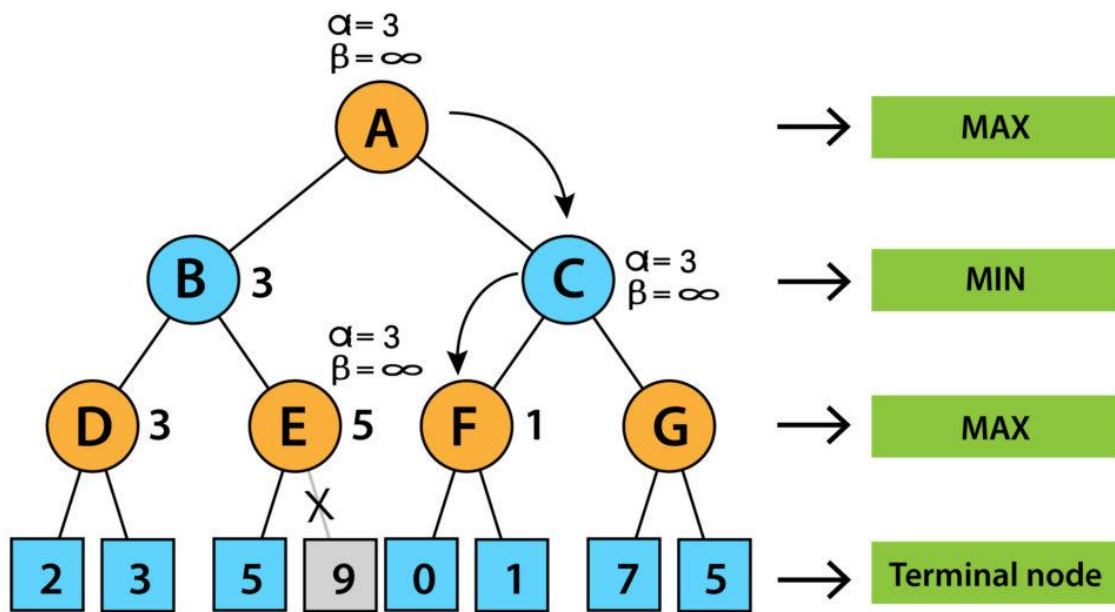 α = 3
β = ∞
A
MAX
B
3
C
α = 3
β = ∞
MIN
α = 3
β = ∞
D
3
E
5
F
1
G
MAX
X
2
3
5
9
0
1
7
5
Terminal node